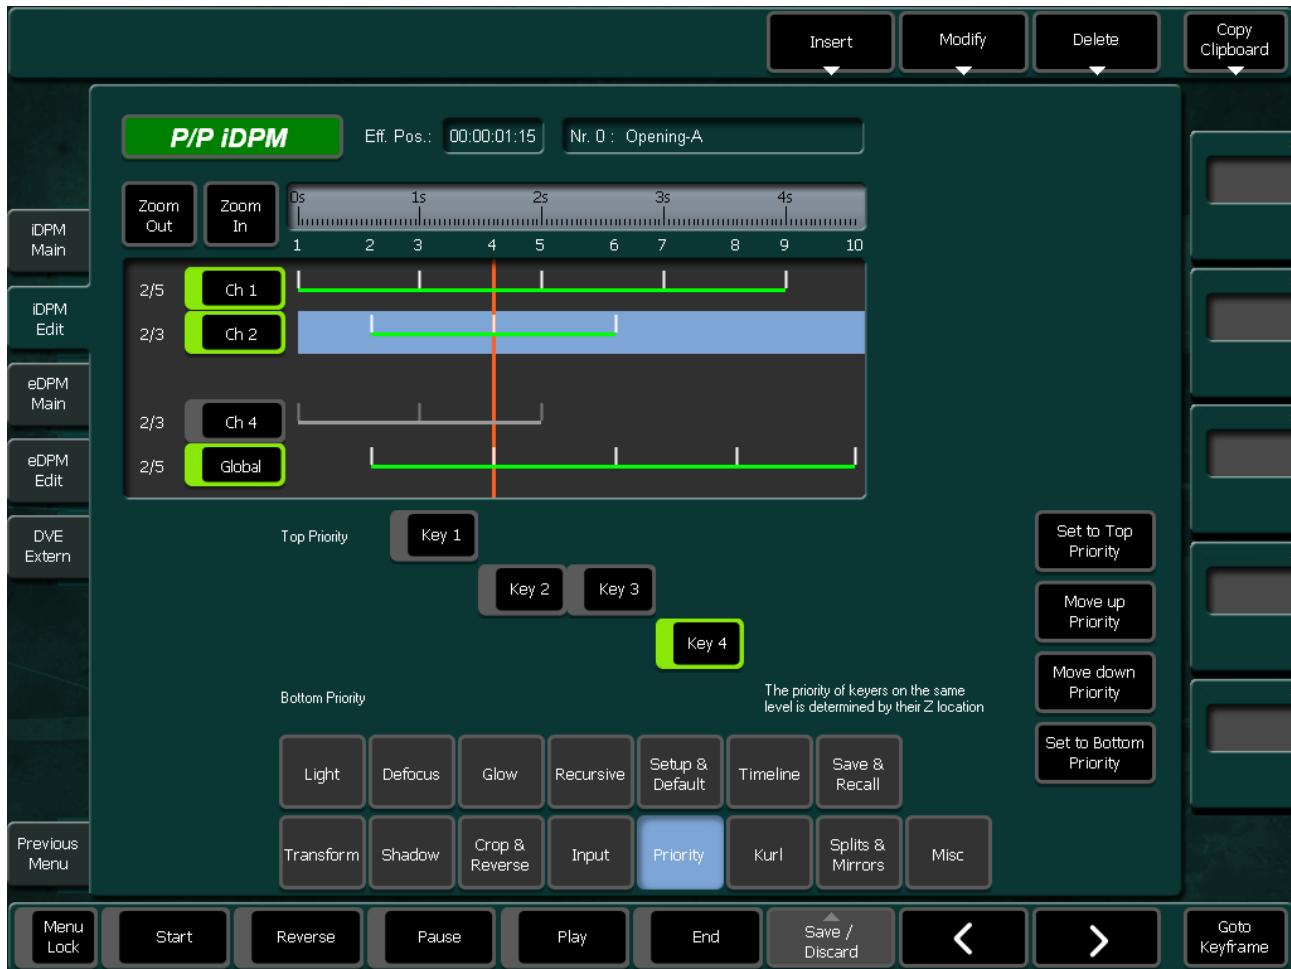 Insert
Modify
Delete
Copy
Clipboard
P/P iDPM
Eff. Pos.: 00:00:01:15 Nr. 0 : Opening-A
Zoom
Out
Zoom
In
0s 1s 2s 3s 4s
1 2 3 4 5 6 7 8 9 10
iDPM
Main
iDPM
Edit
eDPM
Main
eDPM
Edit
DVE
Extern
Previous
Menu
2/5 Ch 1
2/3 Ch 2
2/3 Ch 4
2/5 Global
Top Priority
Key 1
Key 2
Key 3
Key 4
Bottom Priority
The priority of keyers on the same
level is determined by their Z location
Set to Top
Priority
Move up
Priority
Move down
Priority
Set to Bottom
Priority
Light
Defocus
Glow
Recursive
Setup &
Default
Timeline
Save &
Recall
Transform
Shadow
Crop &
Reverse
Input
Priority
Kurl
Splits &
Mirrors
Misc
Menu
Lock
Start
Reverse
Pause
Play
End
Save /
Discard
<
>
Goto
Keyframe